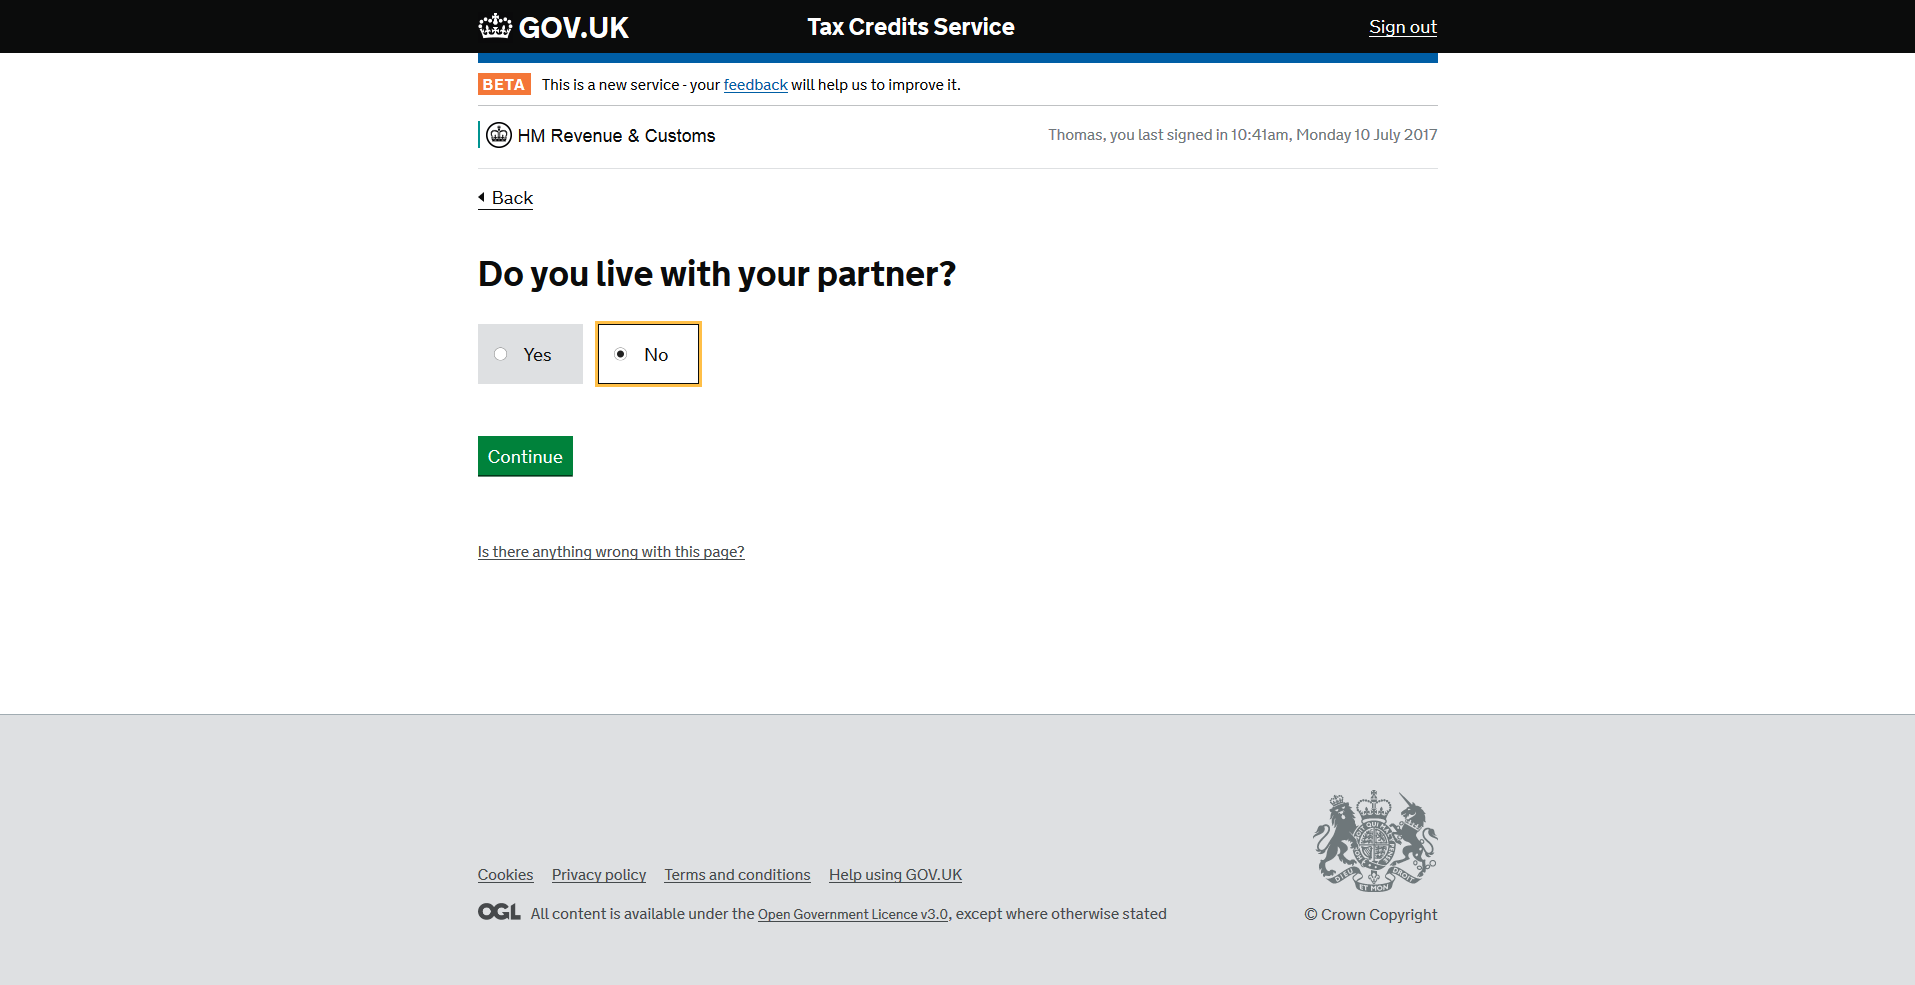 GOV.UK Tax Credits Service Sign out
BETA This is a new service - your feedback will help us to improve it.
HM Revenue & Customs Thomas, you last signed in 10:41am, Monday 10 July 2017
Back
Do you live with your partner?
Yes No
Continue
Is there anything wrong with this page?
Cookies Privacy policy Terms and conditions Help using GOV.UK
OGL All content is available under the Open Government Licence v3.0, except where otherwise stated
DIEU ET MON DROIT
© Crown Copyright